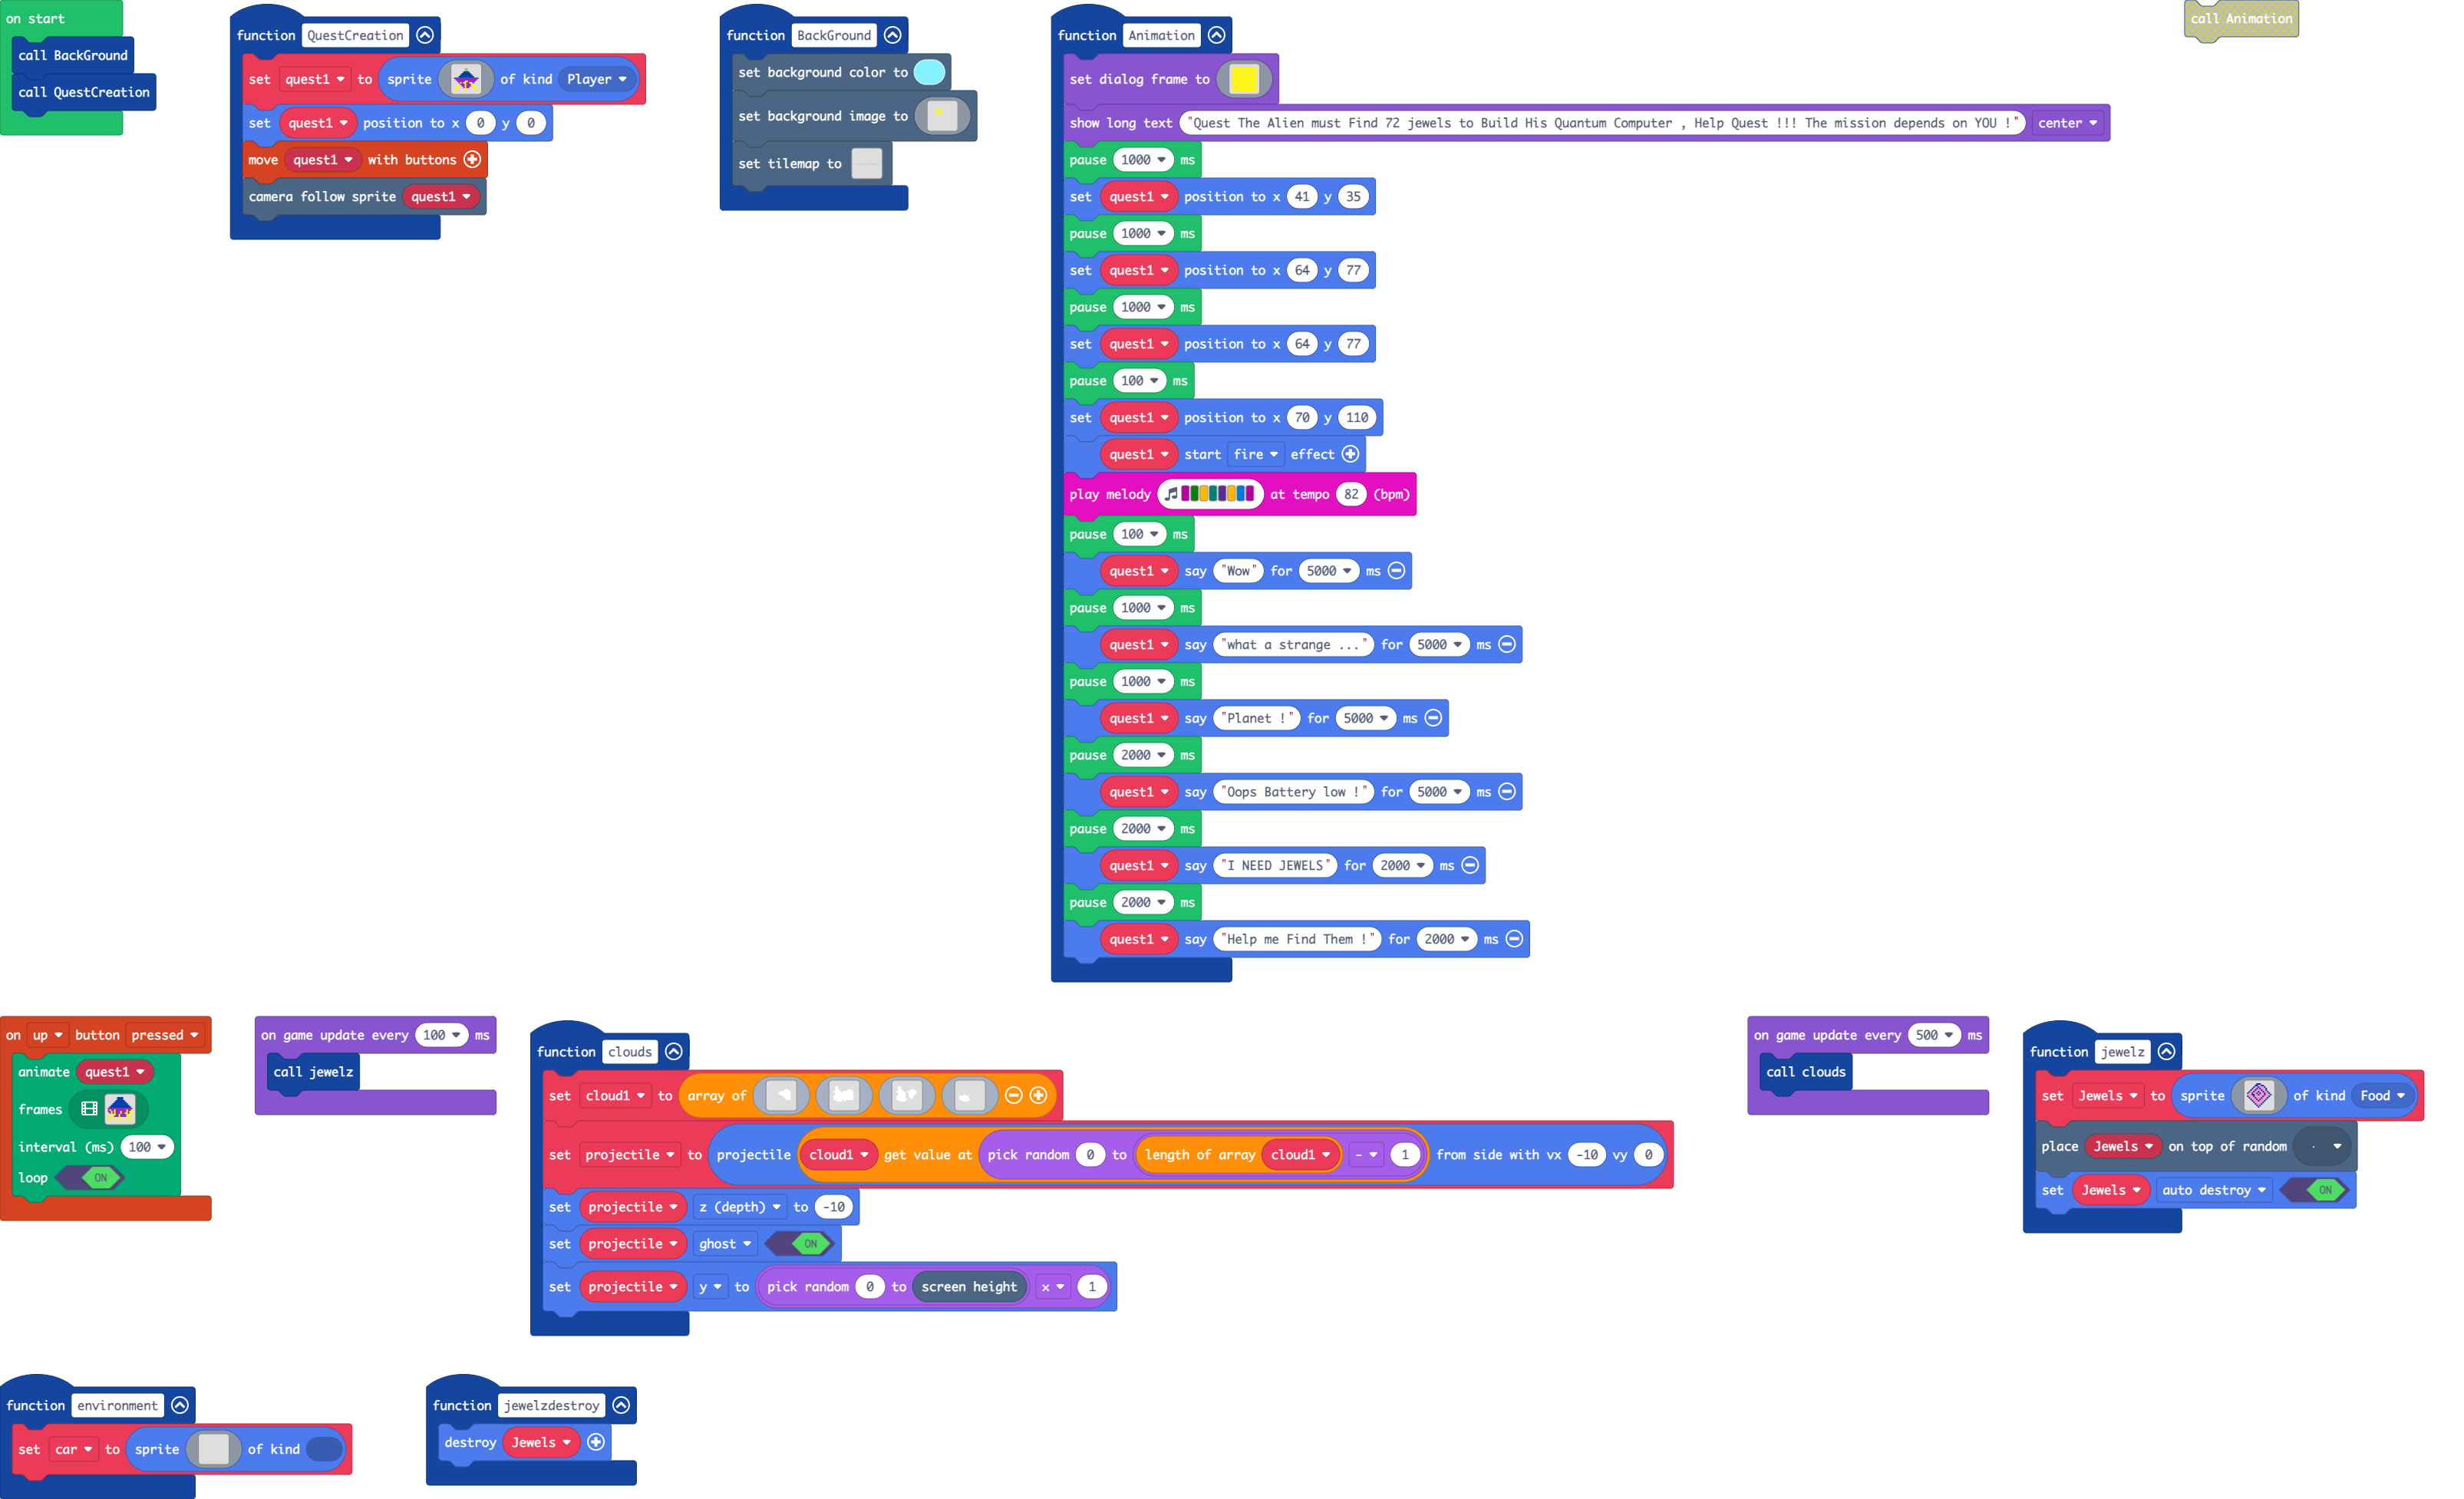 on start
call BackGround
call QuestCreation
function QuestCreation
set quest1 to sprite of kind Player
set quest1 position to x 0 y 0
move quest1 with buttons
camera follow sprite quest1
function BackGround
set background color to
set background image to
set tilemap to
function Animation
set dialog frame to
show long text "Quest The Alien must Find 72 jewels to Build His Quantum Computer , Help Quest !!! The mission depends on YOU !" center
pause 1000 ms
set quest1 position to x 41 y 35
pause 1000 ms
set quest1 position to x 64 y 77
pause 1000 ms
set quest1 position to x 64 y 77
pause 100 ms
set quest1 position to x 70 y 110
quest1 start fire effect
play melody at tempo 82 (bpm)
pause 100 ms
quest1 say "Wow" for 5000 ms
pause 1000 ms
quest1 say "what a strange ..." for 5000 ms
pause 1000 ms
quest1 say "Planet !" for 5000 ms
pause 2000 ms
quest1 say "Oops Battery low !" for 5000 ms
pause 2000 ms
quest1 say "I NEED JEWELS" for 2000 ms
pause 2000 ms
quest1 say "Help me Find Them !" for 2000 ms
call Animation
on up button pressed
animate quest1
frames
interval (ms) 100
loop ON
on game update every 100 ms
call jewelz
function clouds
set cloud1 to array of
set projectile to projectile cloud1 get value at pick random 0 to length of array cloud1 - 1 from side with vx -10 vy 0
set projectile z (depth) to -10
set projectile ghost ON
set projectile y to pick random 0 to screen height x 1
on game update every 500 ms
call clouds
function jewelz
set Jewels to sprite of kind Food
place Jewels on top of random
set Jewels auto destroy ON
function environment
set car to sprite of kind
function jewelzdestroy
destroy Jewels